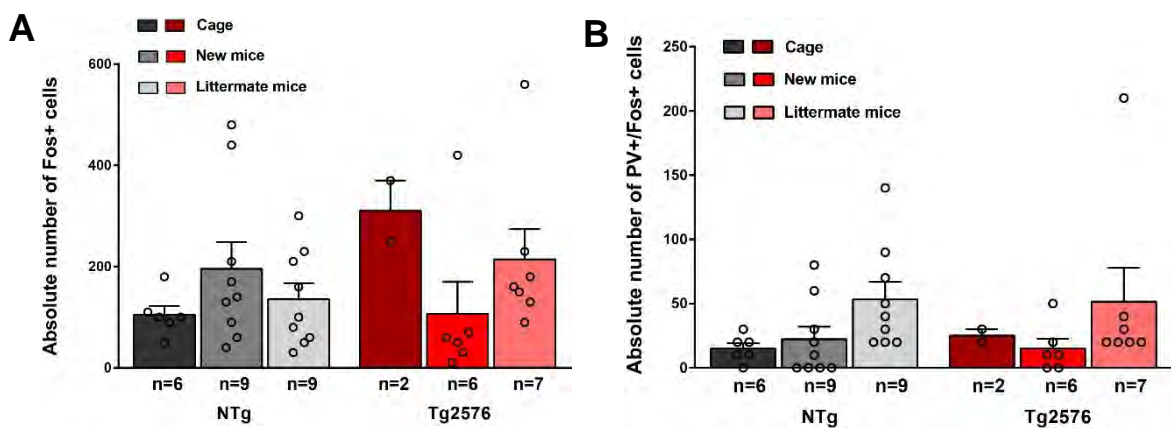 A
Cage
New mice
Littermate mice
Absolute number of Fos+ cells
600
400
200
0
n=6
n=9
n=9
n=2
n=6
n=7
NTg
Tg2576
B
Cage
New mice
Littermate mice
Absolute number of PV+/Fos+ cells
250
200
150
100
50
0
n=6
n=9
n=9
n=2
n=6
n=7
NTg
Tg2576